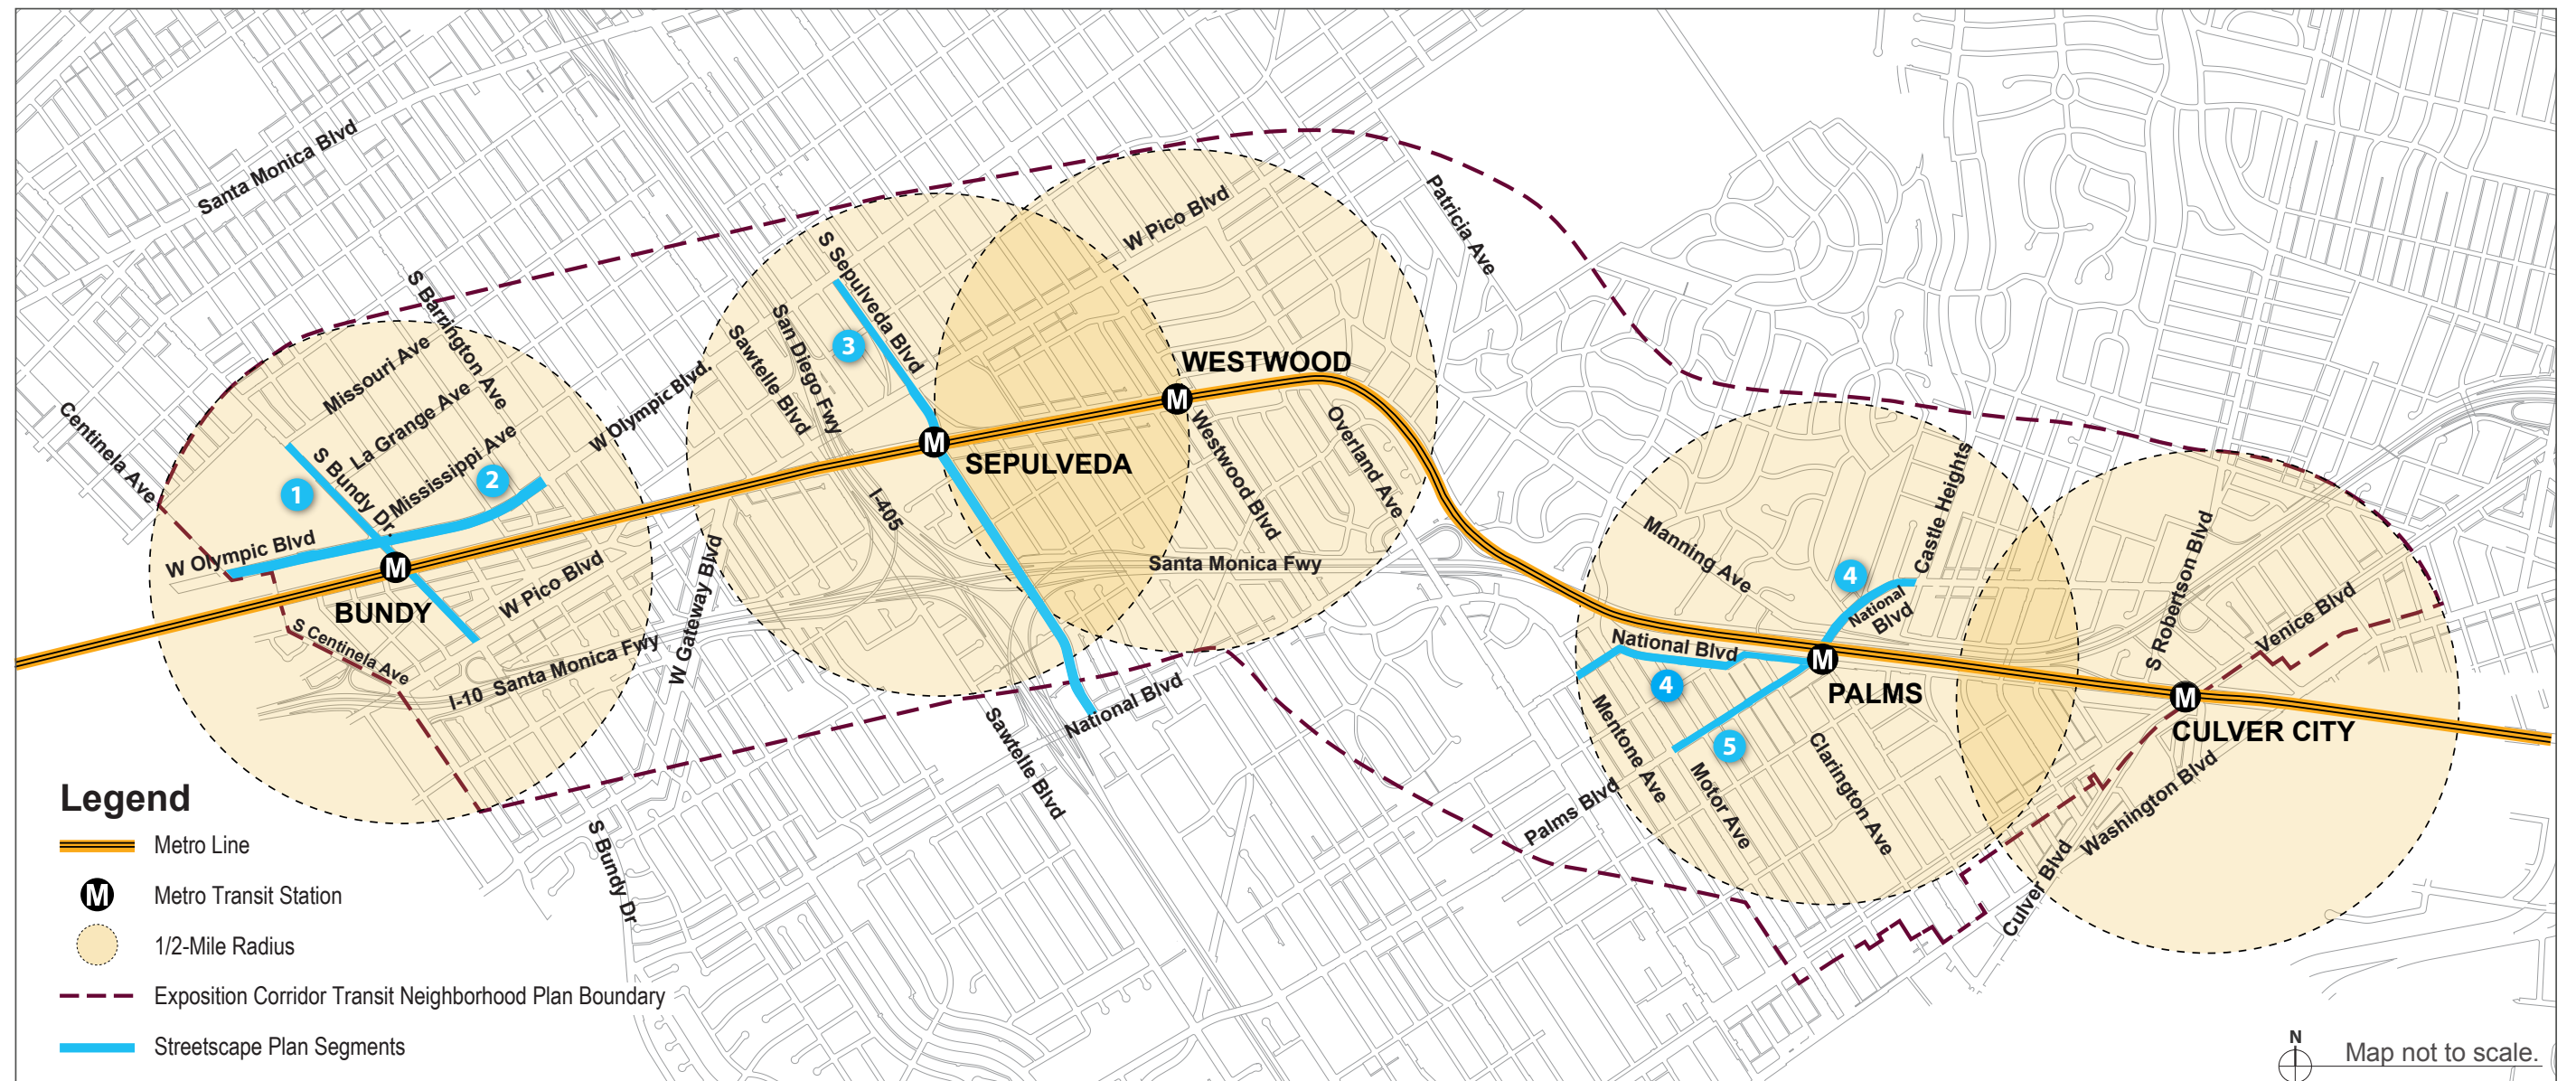 Santa Monica Blvd
Patricia Ave
W Pico Blvd
S Sepulveda Blvd
S Barrington Ave
San Diego Fwy
Sawtelle Blvd
3
Missouri Ave
WESTWOOD
M
La Grange Ave
W Olympic Blvd.
Centinela Ave
Mississippi Ave
Westwood Blvd
Overland Ave
M
SEPULVEDA
S Bundy Dr.
1
2
I-405
Castle Heights
Manning Ave
S Robertson Blvd
W Olympic Blvd
M
BUNDY
W Pico Blvd
W Gateway Blvd
Santa Monica Fwy
4
National
Blvd
Venice Blvd
S Centinela Ave
I-10 Santa Monica Fwy
National Blvd
M
PALMS
4
M
CULVER CITY
National Blvd
Sawtelle Blvd
Mentone Ave
5
Motor Ave
Clarington Ave
Washington Blvd
Palms Blvd
Culver Blvd
S Bundy Dr
Legend
Metro Line
M
Metro Transit Station
1/2-Mile Radius
Exposition Corridor Transit Neighborhood Plan Boundary
Streetscape Plan Segments
N
Map not to scale.